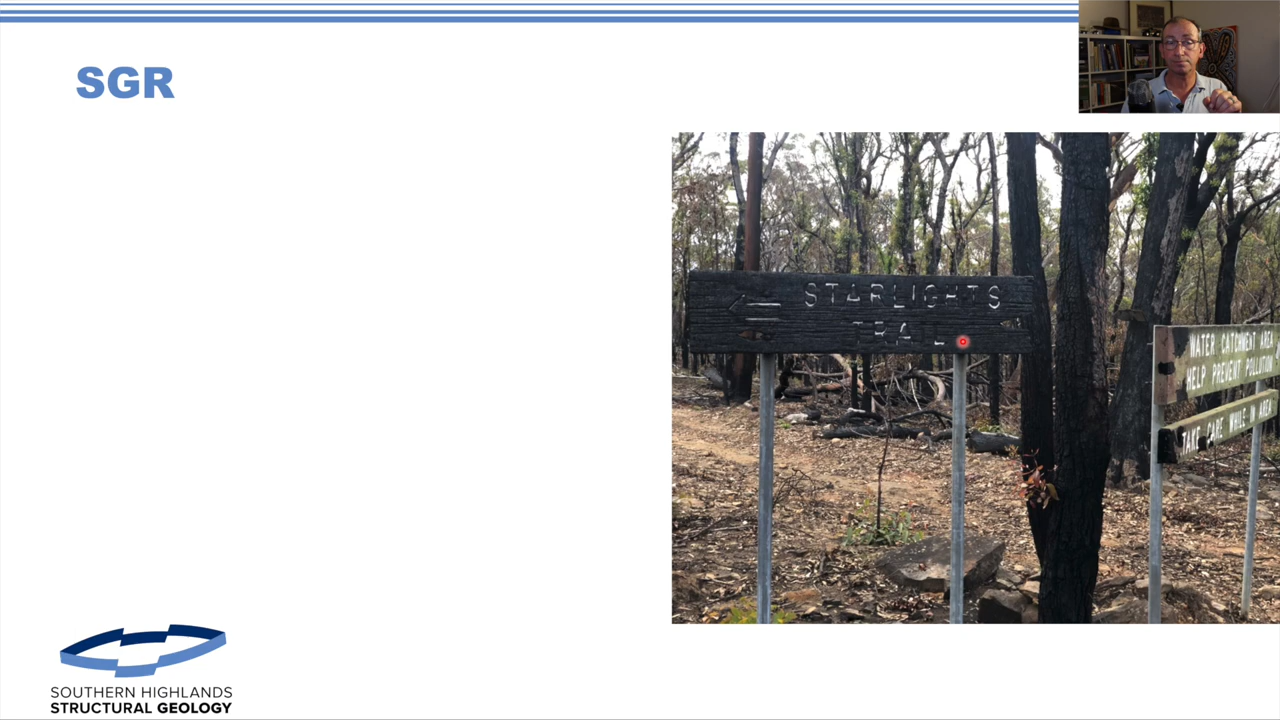 SGR
STARLIGHTS
TRAIL
WATER CATCHMENT AREA
HELP PREVENT POLLUTION
TAKE CARE WHILE IN AREA
SOUTHERN HIGHLANDS
STRUCTURAL GEOLOGY